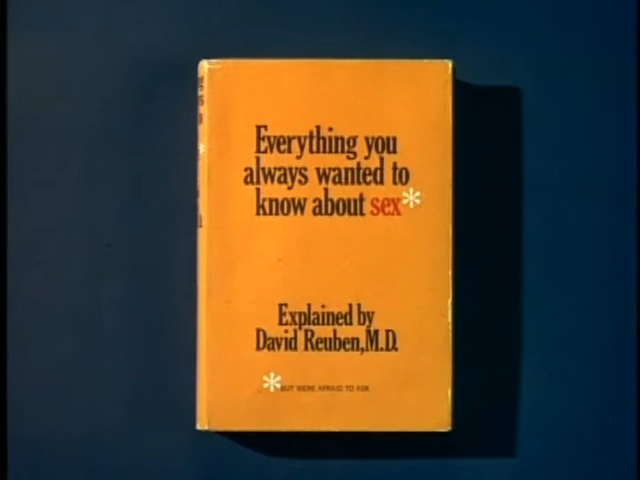 Everything you
always wanted to
know about sex*
Explained by
David Reuben, M.D.
*BUT WERE AFRAID TO ASK